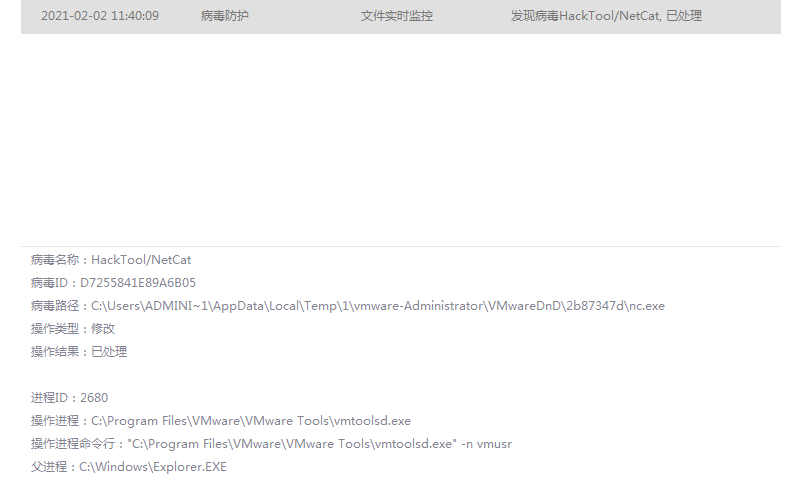 2021-02-02 11:40:09 病毒防护 文件实时监控 发现病毒HackTool/NetCat, 已处理
病毒名称：HackTool/NetCat
病毒ID：D7255841E89A6B05
病毒路径：C:\Users\ADMINI~1\AppData\Local\Temp\1\vmware-Administrator\VMwareDnD\2b87347d\nc.exe
操作类型：修改
操作结果：已处理
进程ID：2680
操作进程：C:\Program Files\VMware\VMware Tools\vmtoolsd.exe
操作进程命令行："C:\Program Files\VMware\VMware Tools\vmtoolsd.exe" -n vmusr
父进程：C:\Windows\Explorer.EXE